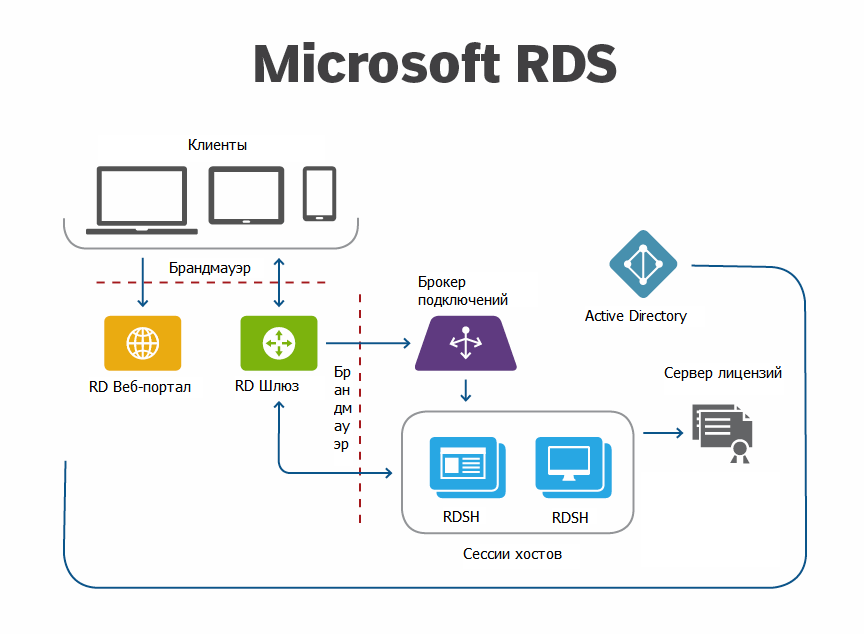 Microsoft RDS
Клиенты
Брандмауэр
Брокер
подключений
Active Directory
RD Веб-портал
RD Шлюз
Бр
ан
дм
ау
эр
Сервер лицензий
RDSH
RDSH
Сессии хостов